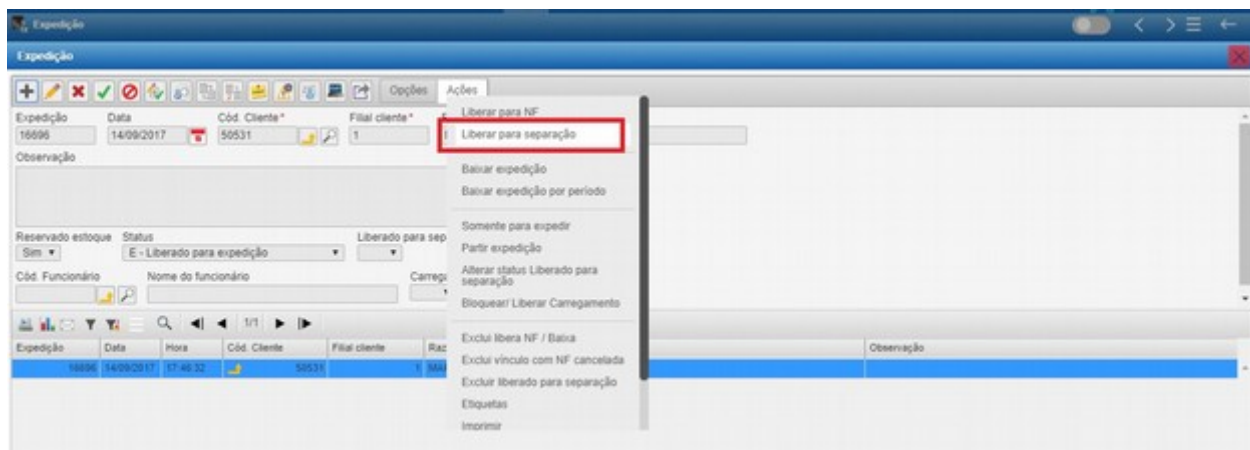 Expedição
Expedição
Opções Ações
Expedição Data Cód. Cliente* Filial cliente*
16696 14/09/2017 50531 1
Observação
Reservado estoque Status Liberado para sep
Sim E - Liberado para expedição
Cód. Funcionário Nome do funcionário Carrega
Liberar para NF
Liberar para separação
Baixar expedição
Baixar expedição por período
Somente para expedir
Partir expedição
Alterar status Liberado para
separação
Bloquear/ Liberar Carregamento
Exclui libera NF / Baixa
Exclui vínculo com NF cancelada
Excluir liberado para separação
Etiquetas
Imprimir
1/1
Expedição Data Hora Cód. Cliente Filial cliente Raz Observação
16696 14/09/2017 17:46:32 50531 1